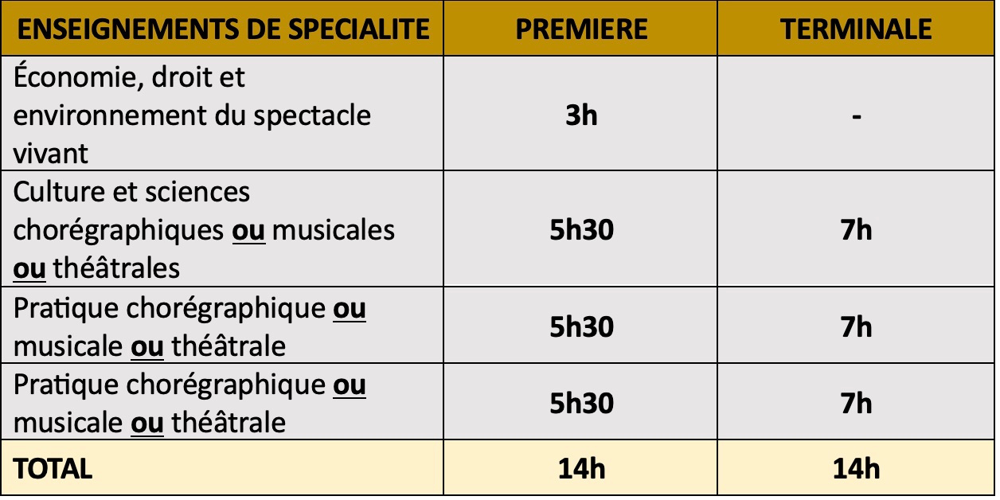 ENSEIGNEMENTS DE SPECIALITE PREMIERE TERMINALE
Économie, droit et
environnement du spectacle
vivant
3h -
Culture et sciences
chorégraphiques ou musicales
ou théâtrales
5h30 7h
Pratique chorégraphique ou
musicale ou théâtrale
5h30 7h
Pratique chorégraphique ou
musicale ou théâtrale
5h30 7h
TOTAL 14h 14h